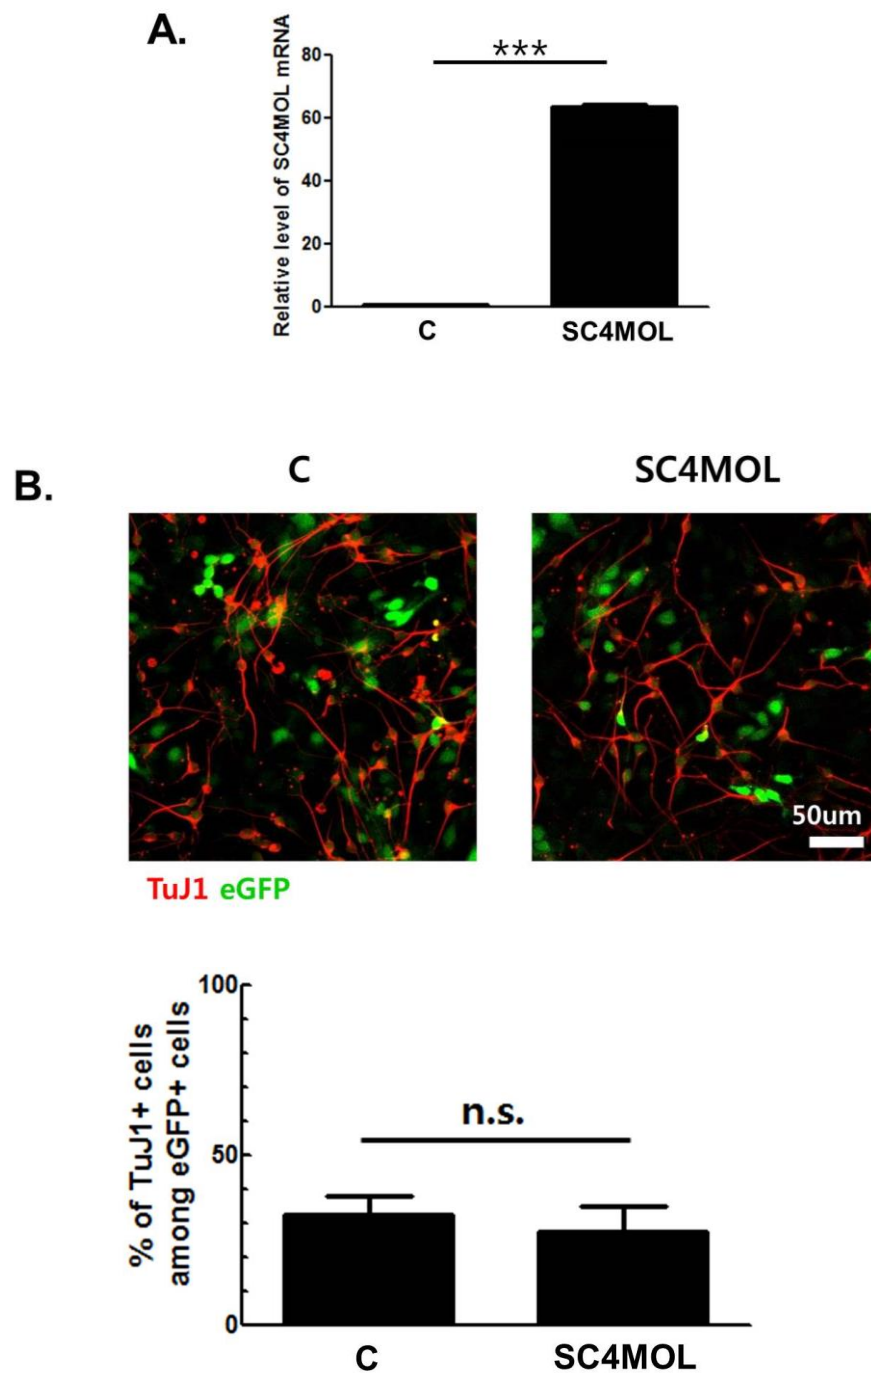 A.
Relative level of SC4MOL mRNA
80
60
40
20
0
***
C SC4MOL
B.
C SC4MOL
50um
TuJ1 eGFP
% of TuJ1+ cells
among eGFP+ cells
100
50
0
n.s.
C SC4MOL